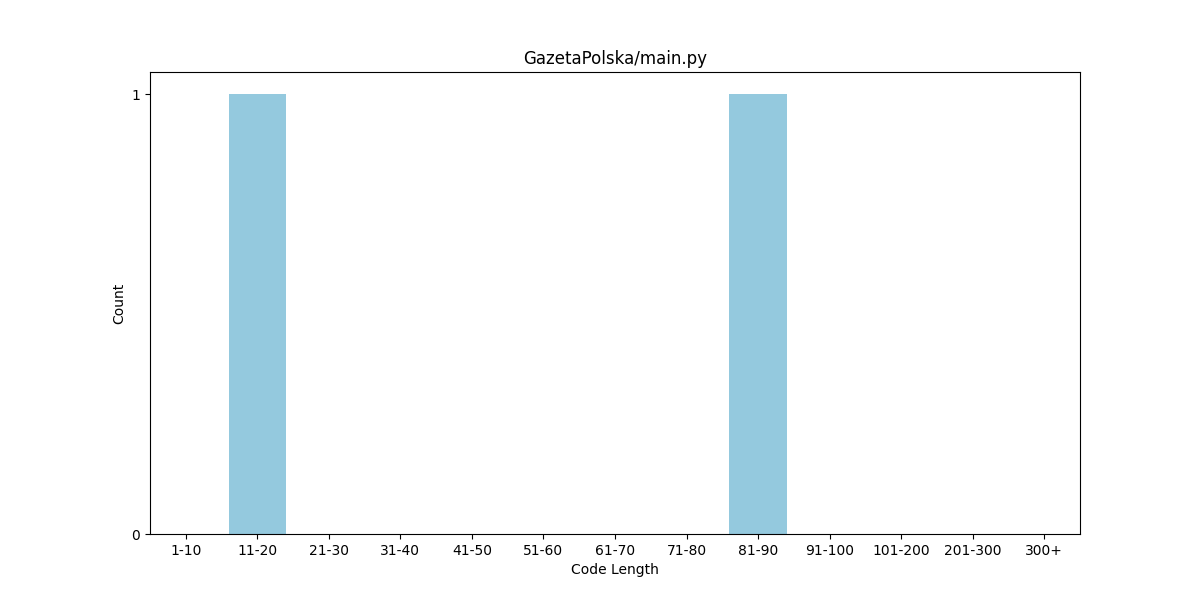 GazetaPolska/main.py
1
Count
0
1-10 11-20 21-30 31-40 41-50 51-60 61-70 71-80 81-90 91-100 101-200 201-300 300+
Code Length